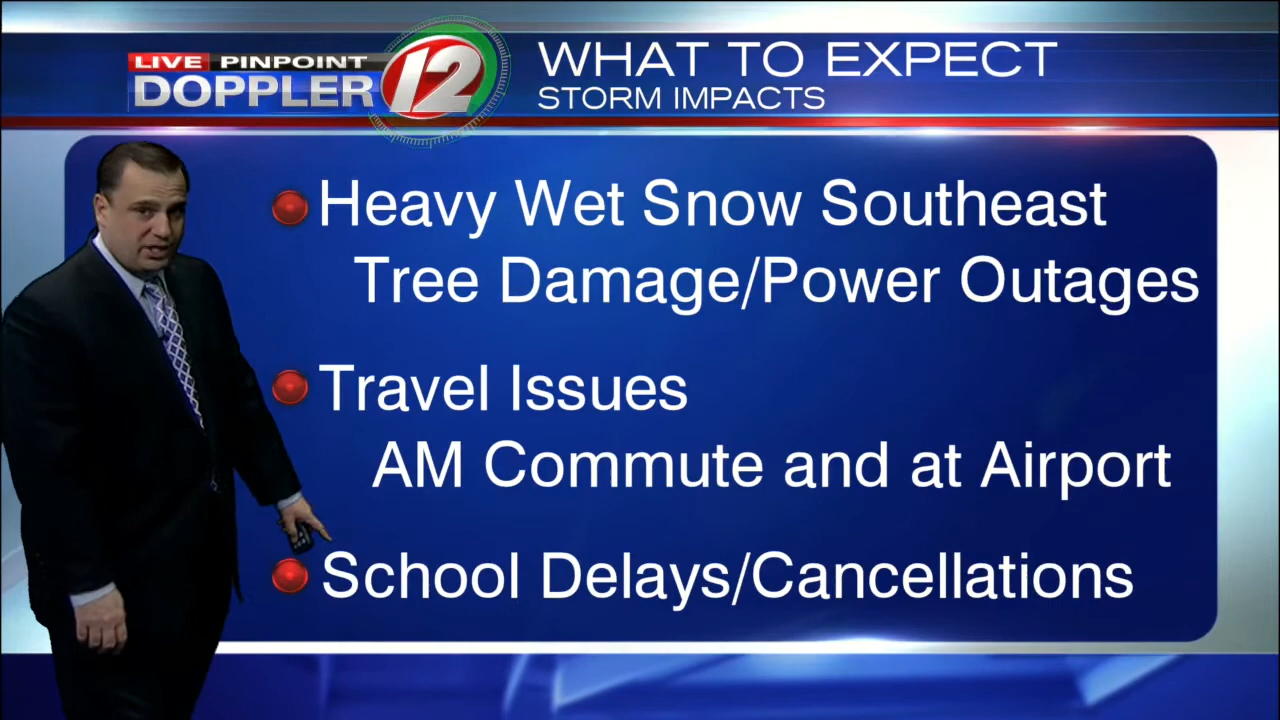 LIVE PINPOINT
DOPPLER 12
WHAT TO EXPECT
STORM IMPACTS
Heavy Wet Snow Southeast
Tree Damage/Power Outages
Travel Issues
AM Commute and at Airport
School Delays/Cancellations